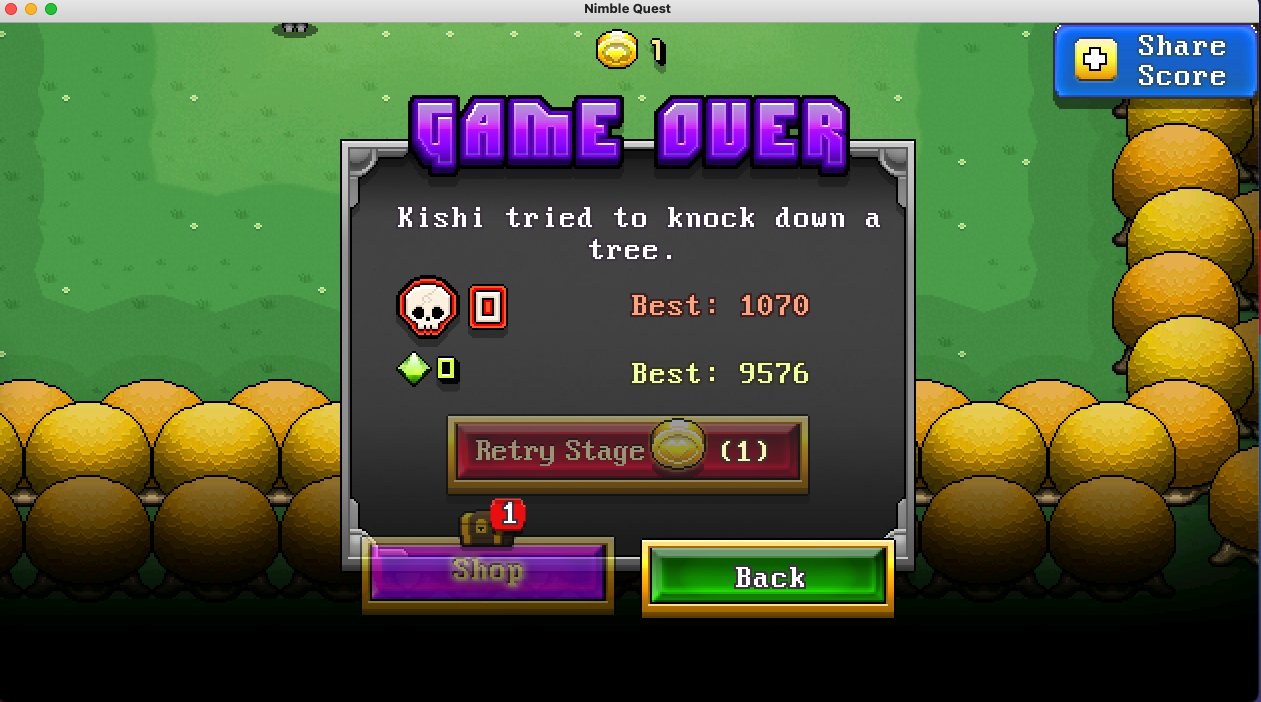 Nimble Quest
1
Share
Score
GAME OVER
Kishi tried to knock down a
tree.
0 Best: 1070
0 Best: 9576
Retry Stage (1)
1
Shop
Back